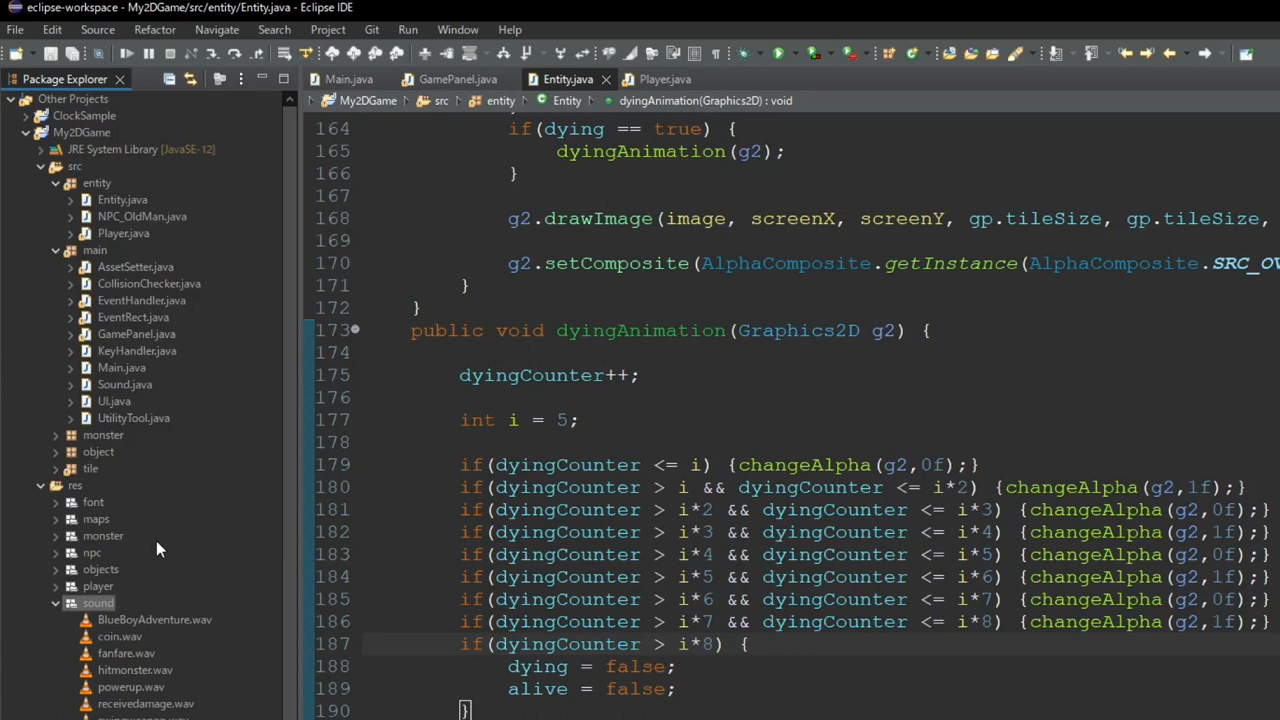 eclipse-workspace - My2DGame/src/entity/Entity.java - Eclipse IDE
File Edit Source Refactor Navigate Search Project Git Run Window Help
Package Explorer
Main.java GamePanel.java Entity.java Player.java
My2DGame src entity Entity dyingAnimation(Graphics2D) : void
Other Projects
ClockSample
My2DGame
JRE System Library [JavaSE-12]
src
entity
Entity.java
NPC_OldMan.java
Player.java
main
AssetSetter.java
CollisionChecker.java
EventHandler.java
EventRect.java
GamePanel.java
KeyHandler.java
Main.java
Sound.java
UI.java
UtilityTool.java
monster
object
tile
res
font
maps
monster
npc
objects
player
sound
BlueBoyAdventure.wav
coin.wav
fanfare.wav
hitmonster.wav
powerup.wav
receivedamage.wav
164 if(dying == true) {
165 dyingAnimation(g2);
166 }
167
168 g2.drawImage(image, screenX, screenY, gp.tileSize, gp.tileSize,
169
170 g2.setComposite(AlphaComposite.getInstance(AlphaComposite.SRC_OV
171 }
172 }
173 public void dyingAnimation(Graphics2D g2) {
174
175 dyingCounter++;
176
177 int i = 5;
178
179 if(dyingCounter <= i) {changeAlpha(g2,0f);}
180 if(dyingCounter > i && dyingCounter <= i*2) {changeAlpha(g2,1f);}
181 if(dyingCounter > i*2 && dyingCounter <= i*3) {changeAlpha(g2,0f);}
182 if(dyingCounter > i*3 && dyingCounter <= i*4) {changeAlpha(g2,1f);}
183 if(dyingCounter > i*4 && dyingCounter <= i*5) {changeAlpha(g2,0f);}
184 if(dyingCounter > i*5 && dyingCounter <= i*6) {changeAlpha(g2,1f);}
185 if(dyingCounter > i*6 && dyingCounter <= i*7) {changeAlpha(g2,0f);}
186 if(dyingCounter > i*7 && dyingCounter <= i*8) {changeAlpha(g2,1f);}
187 if(dyingCounter > i*8) {
188 dying = false;
189 alive = false;
190 }